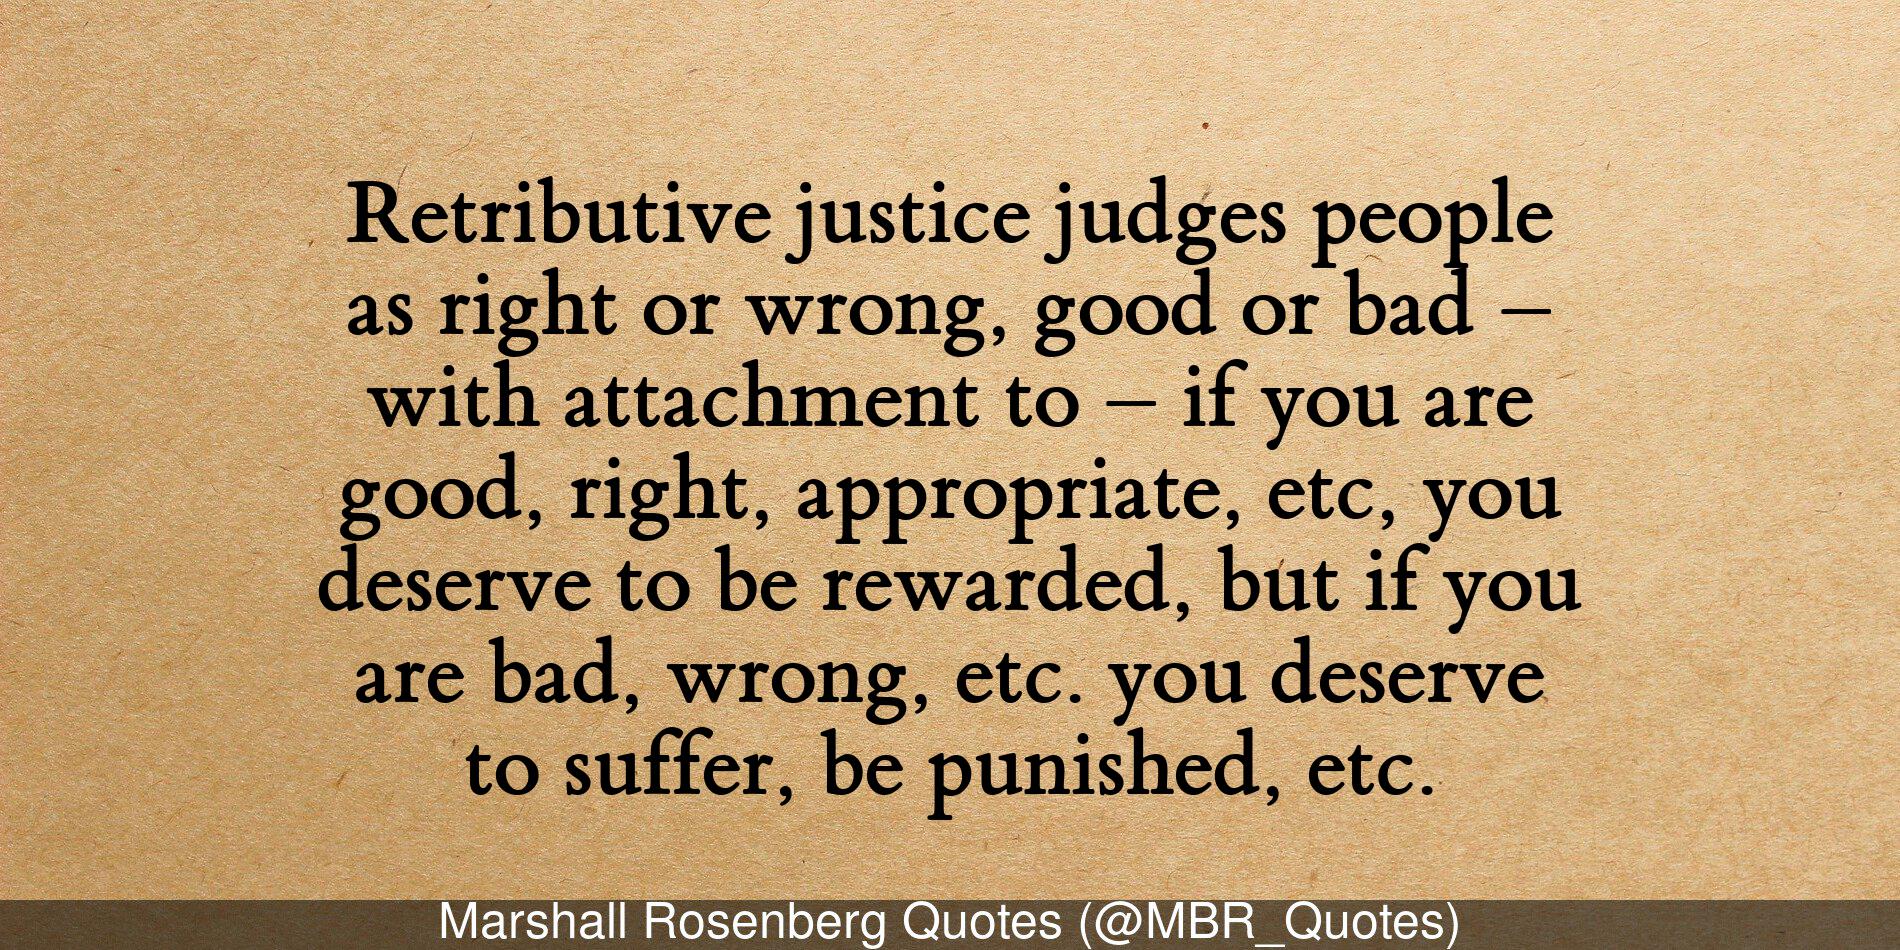 Retributive justice judges people
as right or wrong, good or bad –
with attachment to – if you are
good, right, appropriate, etc, you
deserve to be rewarded, but if you
are bad, wrong, etc. you deserve
to suffer, be punished, etc.
Marshall Rosenberg Quotes (@MBR_Quotes)